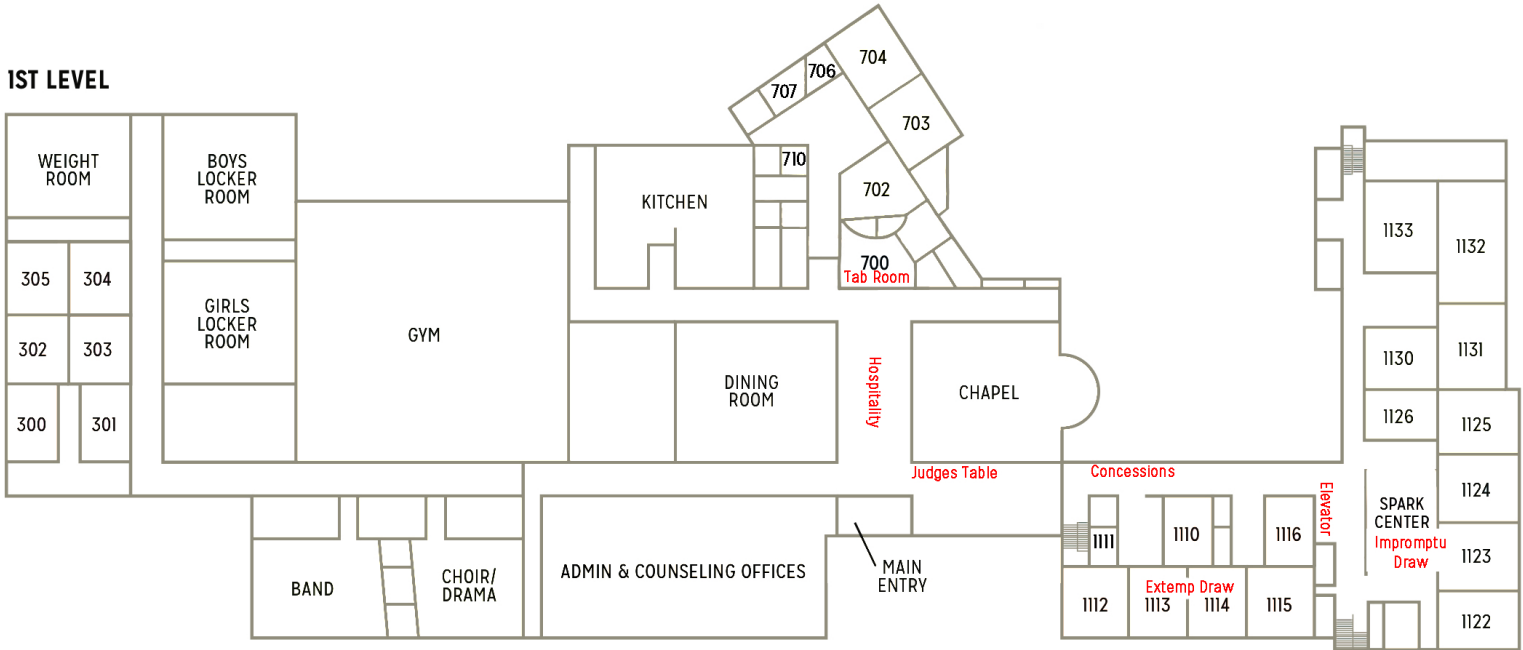 1ST LEVEL
WEIGHT
ROOM
BOYS
LOCKER
ROOM
305
304
302
303
300
301
GIRLS
LOCKER
ROOM
GYM
KITCHEN
710
707
706
704
703
702
700
Tab Room
DINING
ROOM
Hospitality
CHAPEL
Judges Table
Concessions
Elevator
BAND
CHOIR/
DRAMA
ADMIN & COUNSELING OFFICES
MAIN
ENTRY
1111
1110
1116
Extemp Draw
1112
1113
1114
1115
1133
1132
1130
1131
1126
1125
1124
SPARK
CENTER
Impromptu
Draw
1123
1122